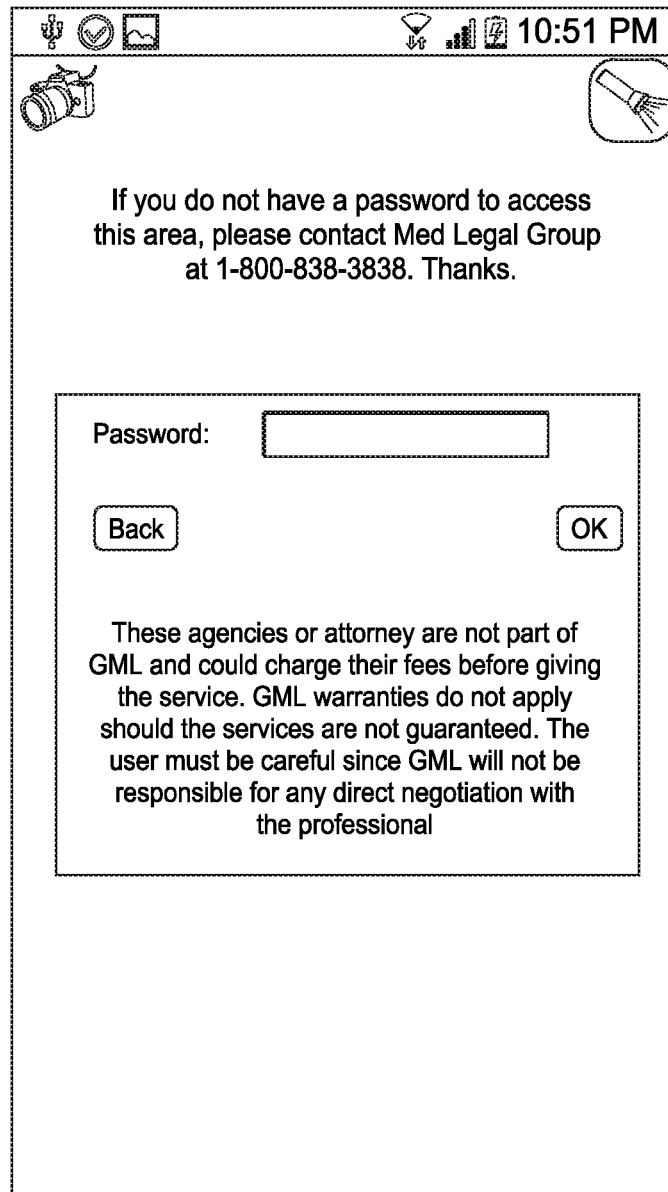 10:51 PM
If you do not have a password to access
this area, please contact Med Legal Group
at 1-800-838-3838. Thanks.
Password:
Back
OK
These agencies or attorney are not part of
GML and could charge their fees before giving
the service. GML warranties do not apply
should the services are not guaranteed. The
user must be careful since GML will not be
responsible for any direct negotiation with
the professional